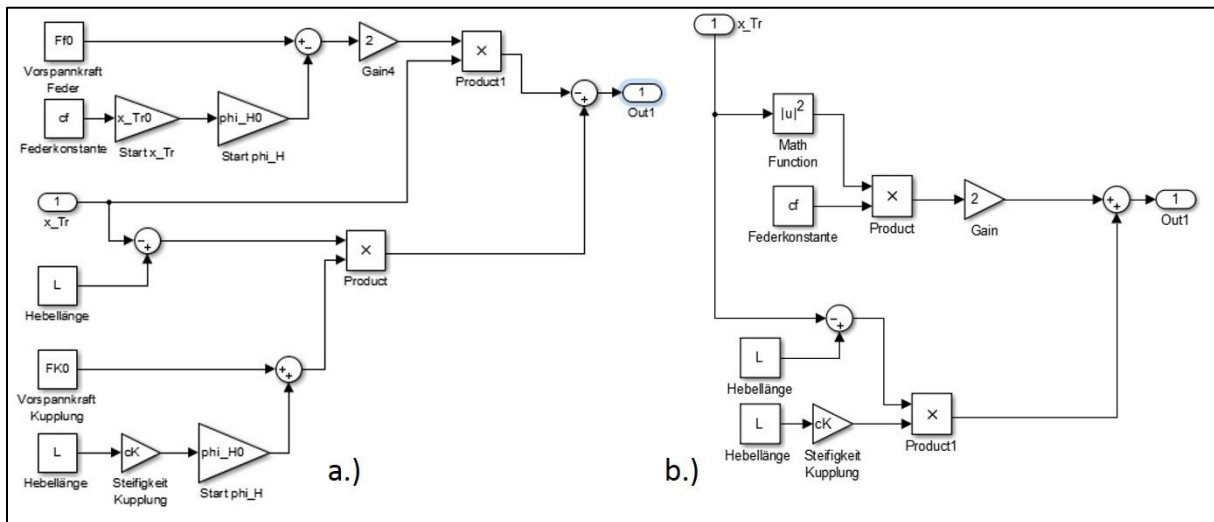 Ff0
Vorspannkraft
Feder
+
−
2
Gain4
×
Product1
cf
Federkonstante
x_Tr0
Start x_Tr
phi_H0
Start phi_H
−
+
1
Out1
1
x_Tr
−
+
L
Hebellänge
×
Product
FK0
Vorspannkraft
Kupplung
+
+
L
Hebellänge
cK
Steifigkeit
Kupplung
phi_H0
Start phi_H
a.)
1
x_Tr
|u|²
Math
Function
cf
Federkonstante
×
Product
2
Gain
+
+
1
Out1
−
+
L
Hebellänge
L
Hebellänge
cK
Steifigkeit
Kupplung
×
Product1
b.)